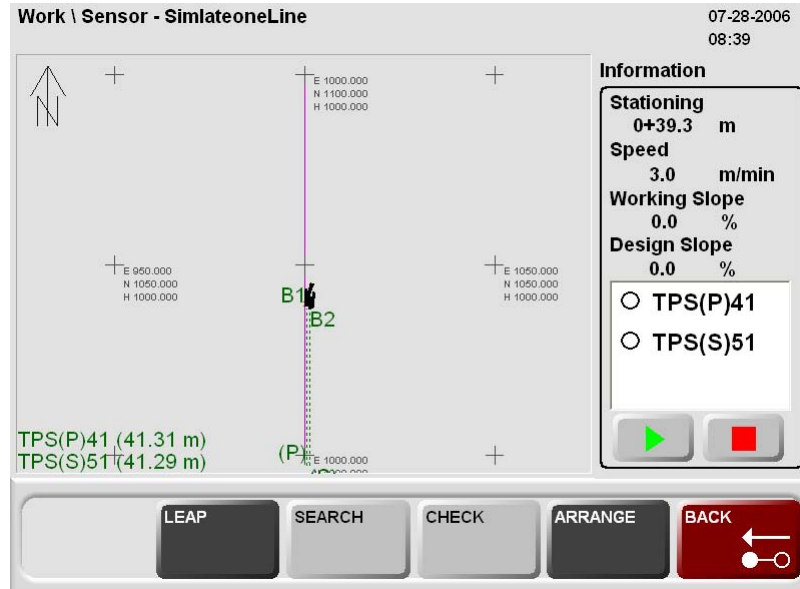 Work \ Sensor - SimlateoneLine
07-28-2006
08:39
N
E 1000.000
N 1100.000
H 1000.000
E 950.000
N 1050.000
H 1000.000
E 1050.000
N 1050.000
H 1000.000
B1
B2
TPS(P)41 (41.31 m)
TPS(S)51 (41.29 m)
(P)
E 1000.000
Information
Stationing
0+39.3 m
Speed
3.0 m/min
Working Slope
0.0 %
Design Slope
0.0 %
TPS(P)41
TPS(S)51
LEAP
SEARCH
CHECK
ARRANGE
BACK